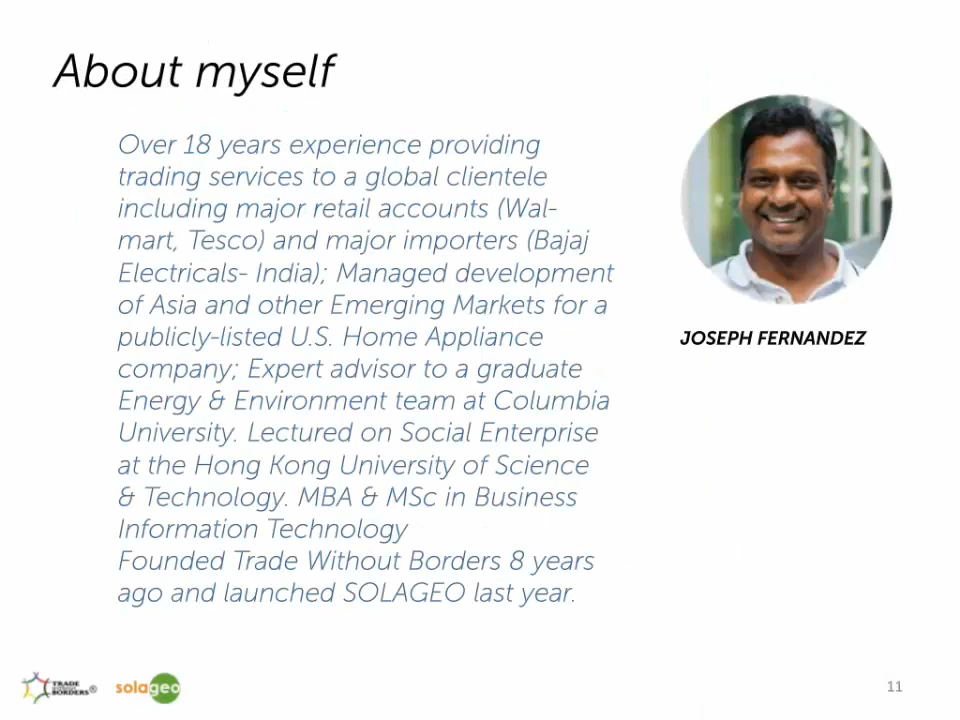 About myself
Over 18 years experience providing
trading services to a global clientele
including major retail accounts (Wal-
mart, Tesco) and major importers (Bajaj
Electricals- India); Managed development
of Asia and other Emerging Markets for a
publicly-listed U.S. Home Appliance
company; Expert advisor to a graduate
Energy & Environment team at Columbia
University. Lectured on Social Enterprise
at the Hong Kong University of Science
& Technology. MBA & MSc in Business
Information Technology
Founded Trade Without Borders 8 years
ago and launched SOLAGEO last year.
JOSEPH FERNANDEZ
TRADE
BORDERS®
solageo
11